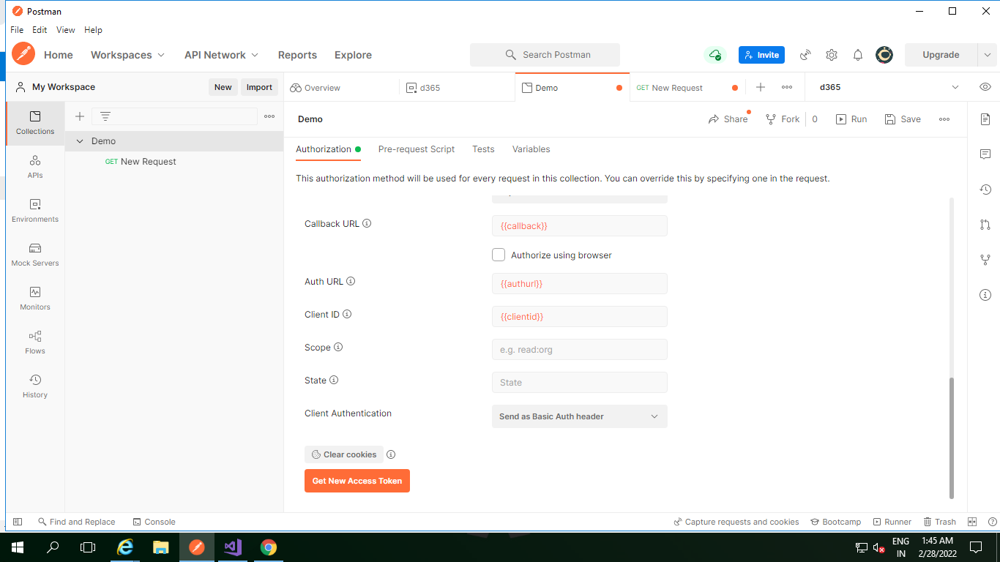 Postman
File Edit View Help
Home Workspaces API Network Reports Explore Search Postman Invite Upgrade
My Workspace New Import Overview d365 Demo GET New Request d365
Collections
APIs
Environments
Mock Servers
Monitors
Flows
History
Demo
GET New Request
Demo Share Fork 0 Run Save
Authorization Pre-request Script Tests Variables
This authorization method will be used for every request in this collection. You can override this by specifying one in the request.
Callback URL {{callback}}
Authorize using browser
Auth URL {{authurl}}
Client ID {{clientid}}
Scope e.g. read:org
State State
Client Authentication Send as Basic Auth header
Clear cookies
Get New Access Token
Find and Replace Console Capture requests and cookies Bootcamp Runner Trash
ENG 1:45 AM
IN 2/28/2022